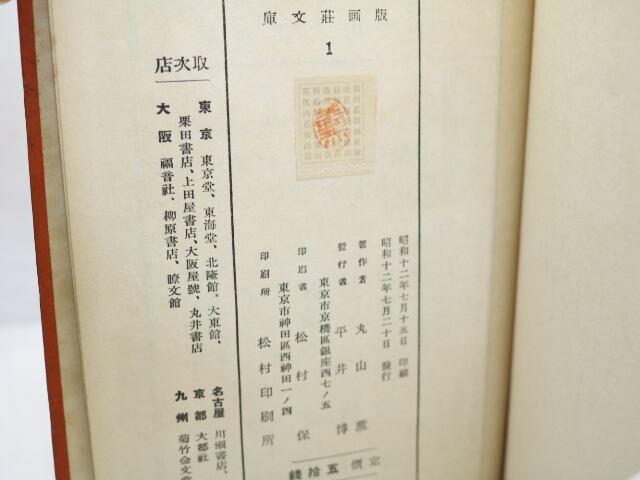 版画荘文庫
1
昭和十二年七月十五日 印刷
昭和十二年七月二十日 發行
著作者 丸山薫
發行者 平井博
東京市京橋區銀座西七ノ五
印刷者 松村保
東京市神田區西神田一ノ四
印刷所 松村印刷所
定價五拾錢
取次店
東京 東京堂、東海堂、北隆館、大東館、
栗田書店、上田屋書店、大阪屋號、丸井書店
大阪 福音社、柳原書店、暸文館
名古屋 川瀬書店、
京都 大都社
九州 菊竹金文堂